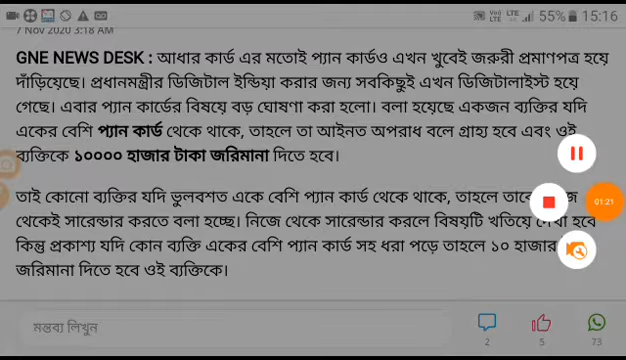 55% 15:16
7 Nov 2020 3:18 AM
GNE NEWS DESK : আধার কার্ড এর মতোই প্যান কার্ডও এখন খুবেই জরুরী প্রমাণপত্র হয়ে
দাঁড়িয়েছে। প্রধানমন্ত্রীর ডিজিটাল ইন্ডিয়া করার জন্য সবকিছুই এখন ডিজিটালাইস্ট হয়ে
গেছে। এবার প্যান কার্ডের বিষয়ে বড় ঘোষণা করা হলো। বলা হয়েছে একজন ব্যক্তির যদি
একের বেশি প্যান কার্ড থেকে থাকে, তাহলে তা আইনত অপরাধ বলে গ্রাহ্য হবে এবং ওই
ব্যক্তিকে ১০০০০ হাজার টাকা জরিমানা দিতে হবে।
তাই কোনো ব্যক্তির যদি ভুলবশত একে বেশি প্যান কার্ড থেকে থাকে, তাহলে
থেকেই সারেন্ডার করতে বলা হচ্ছে। নিজে থেকে সারেন্ডার করলে বিষয়টি খতিয়ে দেখা হবে
কিন্তু প্রকাশ্য যদি কোন ব্যক্তি একের বেশি প্যান কার্ড সহ ধরা পড়ে তাহলে ১০ হাজার
জরিমানা দিতে হবে ওই ব্যক্তিকে।
01:21
মন্তব্য লিখুন
2 5 73